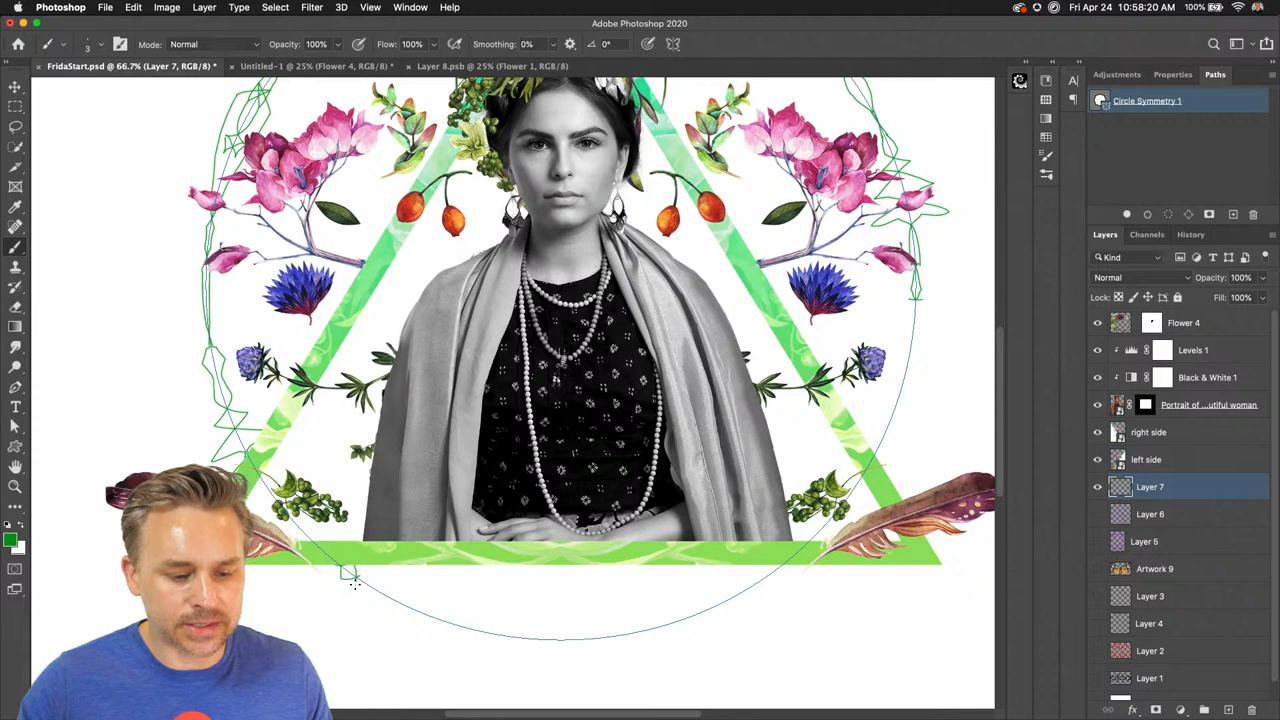 Photoshop File Edit Image Layer Type Select Filter 3D View Window Help 100% Fri Apr 24 10:58:20 AM
Adobe Photoshop 2020
3 Mode: Normal Opacity: 100% Flow: 100% Smoothing: 0% 0°
FridaStart.psd @ 66.7% (Layer 7, RGB/8) * Untitled-1 @ 25% (Flower 4, RGB/8) * Layer 8.psb @ 25% (Flower 1, RGB/8)
Adjustments Properties Paths
Circle Symmetry 1
Layers Channels History
Kind
Normal Opacity: 100%
Lock: Fill: 100%
Flower 4
Levels 1
Black & White 1
Portrait of ...utiful woman
right side
left side
Layer 7
Layer 6
Layer 5
Artwork 9
Layer 3
Layer 4
Layer 2
Layer 1